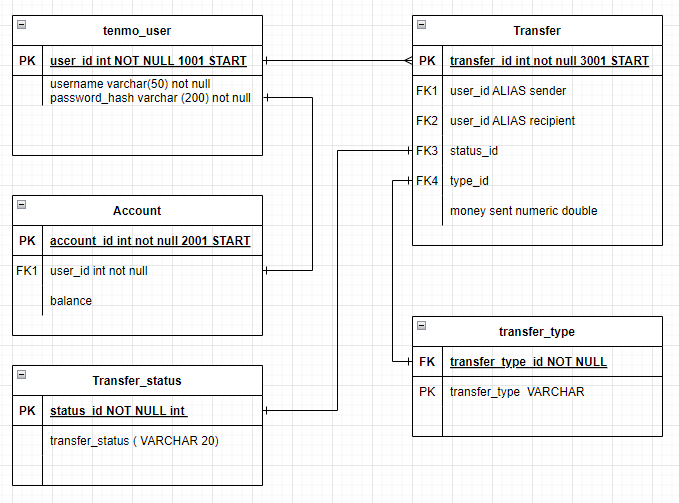 tenmo_user
PK user_id int NOT NULL 1001 START
username varchar(50) not null
password_hash varchar (200) not null
Account
PK account_id int not null 2001 START
FK1 user_id int not null
balance
Transfer_status
PK status_id NOT NULL int
transfer_status ( VARCHAR 20)
Transfer
PK transfer_id int not null 3001 START
FK1 user_id ALIAS sender
FK2 user_id ALIAS recipient
FK3 status_id
FK4 type_id
money sent numeric double
transfer_type
FK transfer_type_id NOT NULL
PK transfer_type VARCHAR